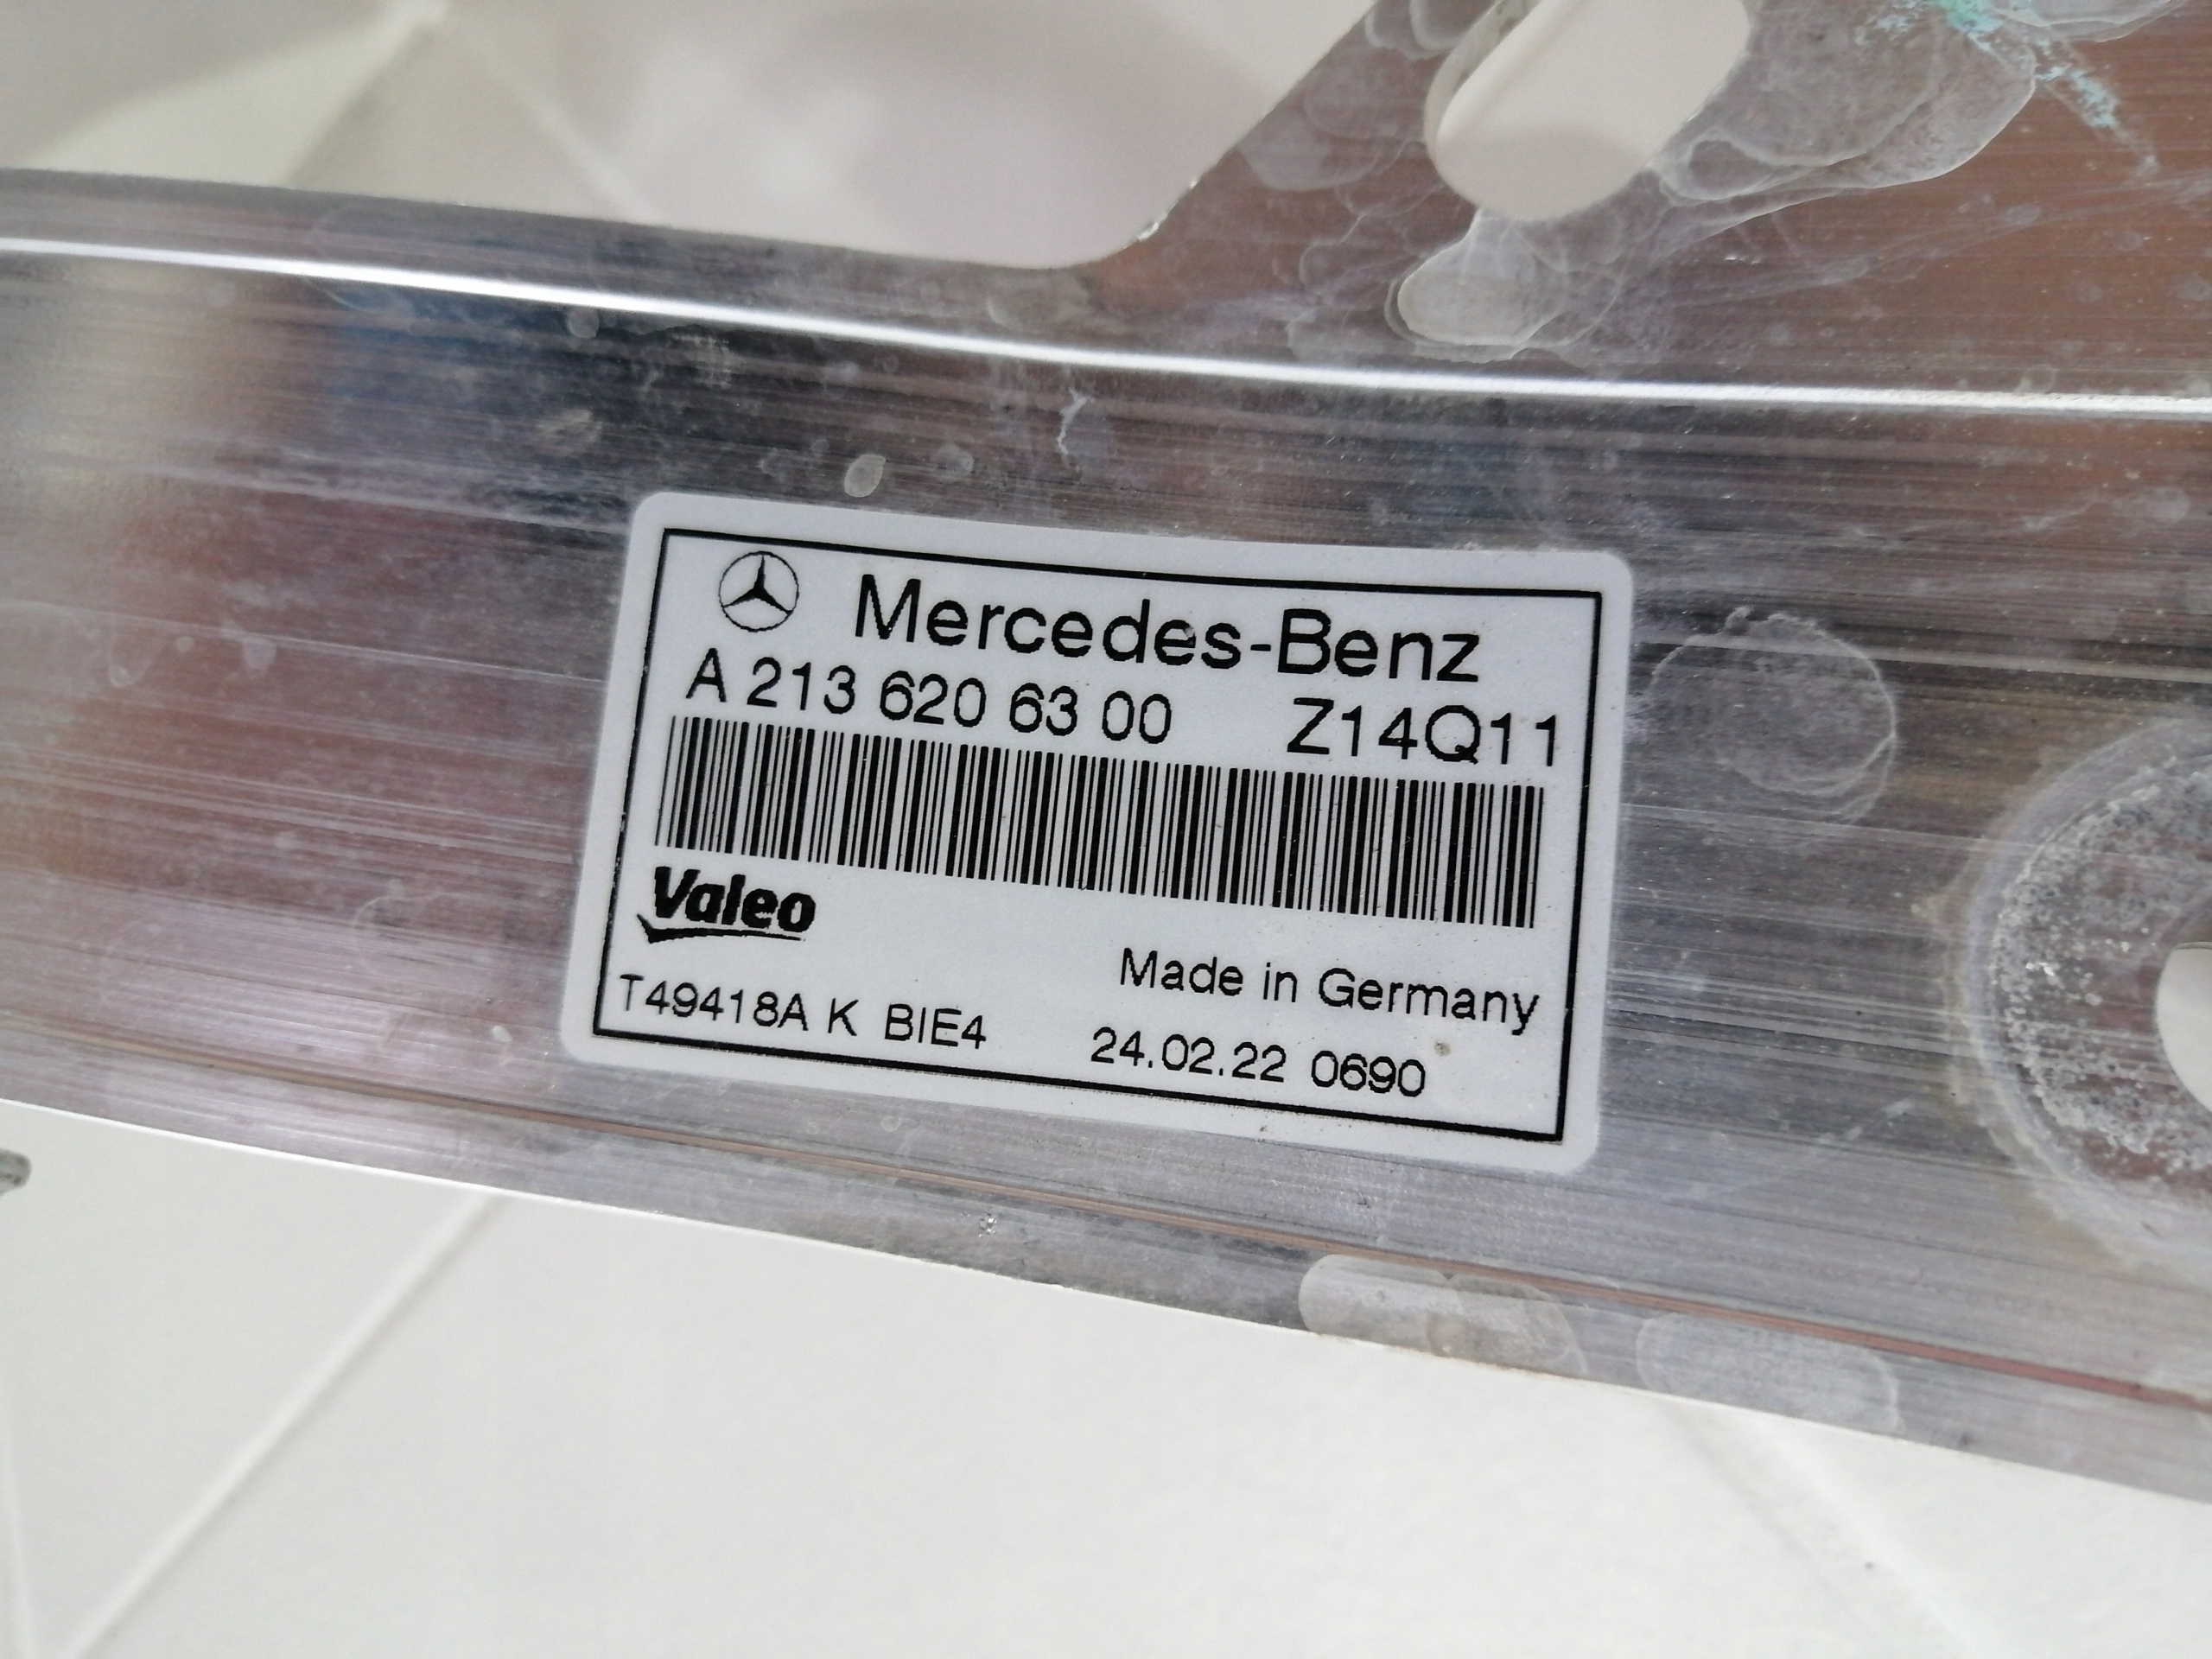 Mercedes-Benz
A 213 620 63 00 Z14Q11
Valeo
Made in Germany
T49418A K BIE4 24.02.22 0690